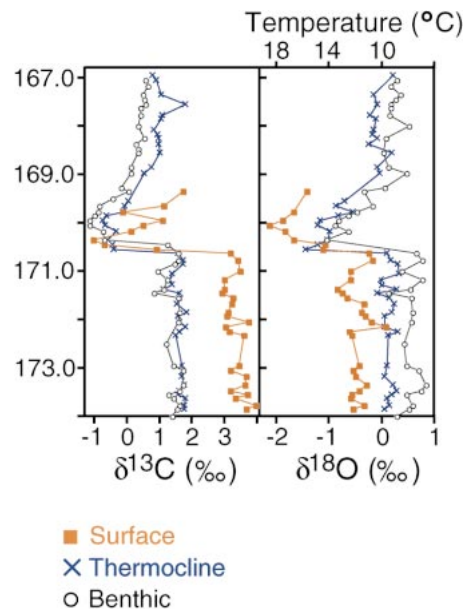 Temperature (°C)
18 14 10
167.0
169.0
171.0
173.0
-1 0 1 2 3 4 -2 -1 0 1
δ13C (‰) δ18O (‰)
Surface
Thermocline
Benthic